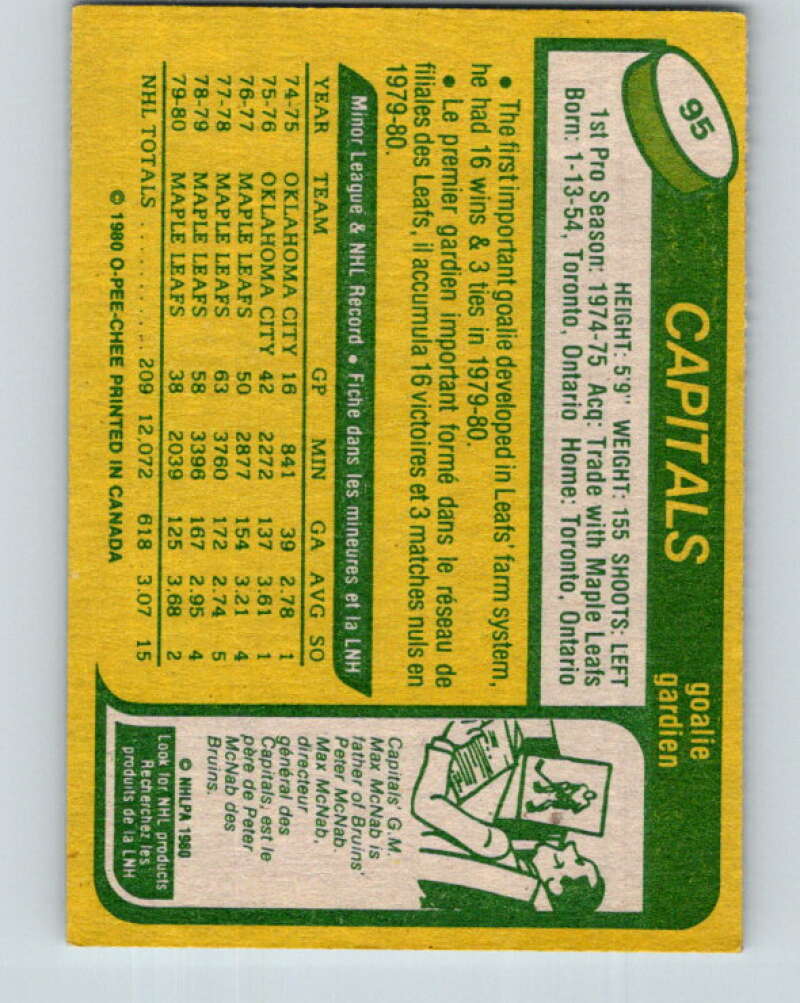 95
CAPITALS
goalie
gardien
HEIGHT: 5'9" WEIGHT: 155 SHOOTS: LEFT
1st Pro Season: 1974-75 Acq: Trade with Maple Leafs
Born: 1-13-54, Toronto, Ontario Home: Toronto, Ontario
• The first important goalie developed in Leafs' farm system,
he had 16 wins & 3 ties in 1979-80.
• Le premier gardien important formé dans le réseau de
filiales des Leafs, il accumula 16 victoires et 3 matches nuls en
1979-80.
Minor League & NHL Record • Fiche dans les mineures et la LNH
YEAR TEAM GP MIN GA AVG SO
74-75 OKLAHOMA CITY 16 841 39 2.78 1
75-76 OKLAHOMA CITY 42 2272 137 3.61 1
76-77 MAPLE LEAFS 50 2877 154 3.21 4
77-78 MAPLE LEAFS 63 3760 172 2.74 5
78-79 MAPLE LEAFS 58 3396 167 2.95 4
79-80 MAPLE LEAFS 38 2039 125 3.68 2
NHL TOTALS .......... 209 12,072 618 3.07 15
© 1980 O-PEE-CHEE PRINTED IN CANADA
Capitals' G.M.
Max McNab is
father of Bruins'
Peter McNab.
Max McNab,
directeur
général des
Capitals, est le
père de Peter
McNab des
Bruins.
© NHLPA 1980
Look for NHL products
Recherchez les
produits de la LNH